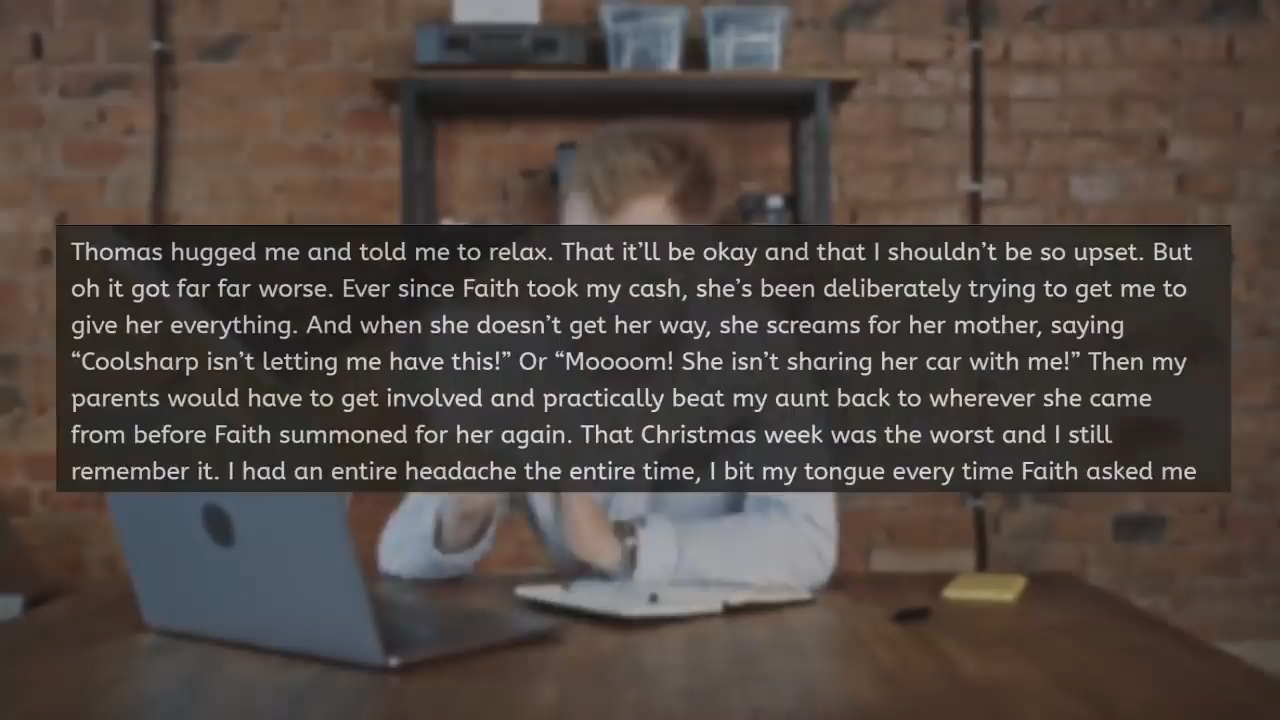 Thomas hugged me and told me to relax. That it’ll be okay and that I shouldn’t be so upset. But
oh it got far far worse. Ever since Faith took my cash, she’s been deliberately trying to get me to
give her everything. And when she doesn’t get her way, she screams for her mother, saying
“Coolsharp isn’t letting me have this!” Or “Moooom! She isn’t sharing her car with me!” Then my
parents would have to get involved and practically beat my aunt back to wherever she came
from before Faith summoned for her again. That Christmas week was the worst and I still
remember it. I had an entire headache the entire time, I bit my tongue every time Faith asked me